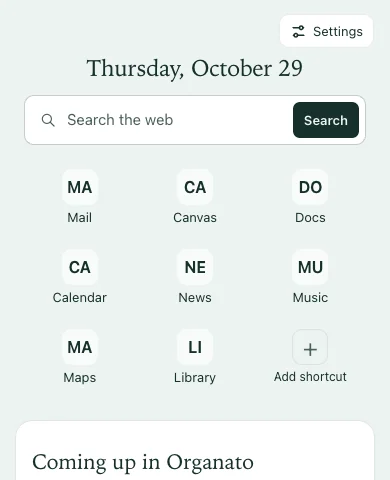 Settings
Thursday, October 29
Search the web
Search
MA
CA
DO
Mail
Canvas
Docs
CA
NE
MU
Calendar
News
Music
MA
LI
Maps
Library
Add shortcut
Coming up in Organato